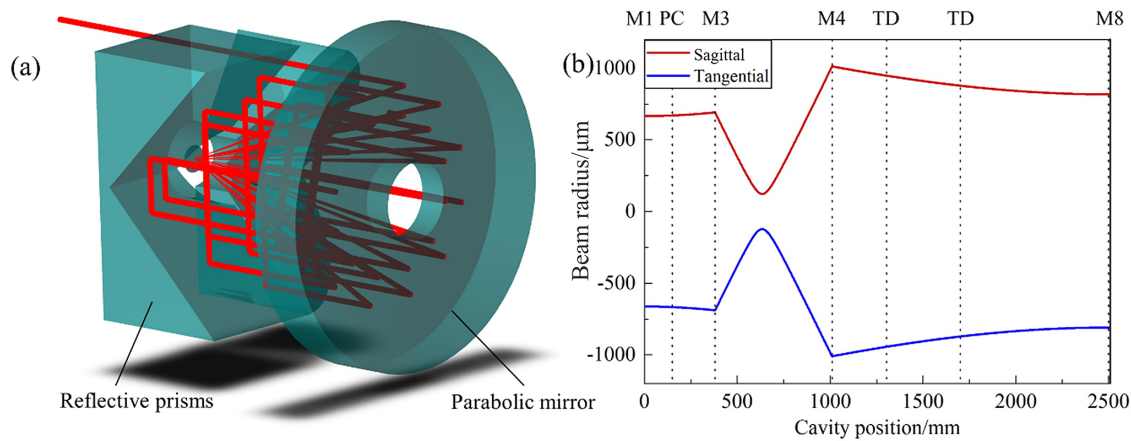 (a)
Reflective prisms
Parabolic mirror
(b)
M1 PC M3 M4 TD TD M8
Sagittal
Tangential
Beam radius/μm
1000
500
0
-500
-1000
0 500 1000 1500 2000 2500
Cavity position/mm